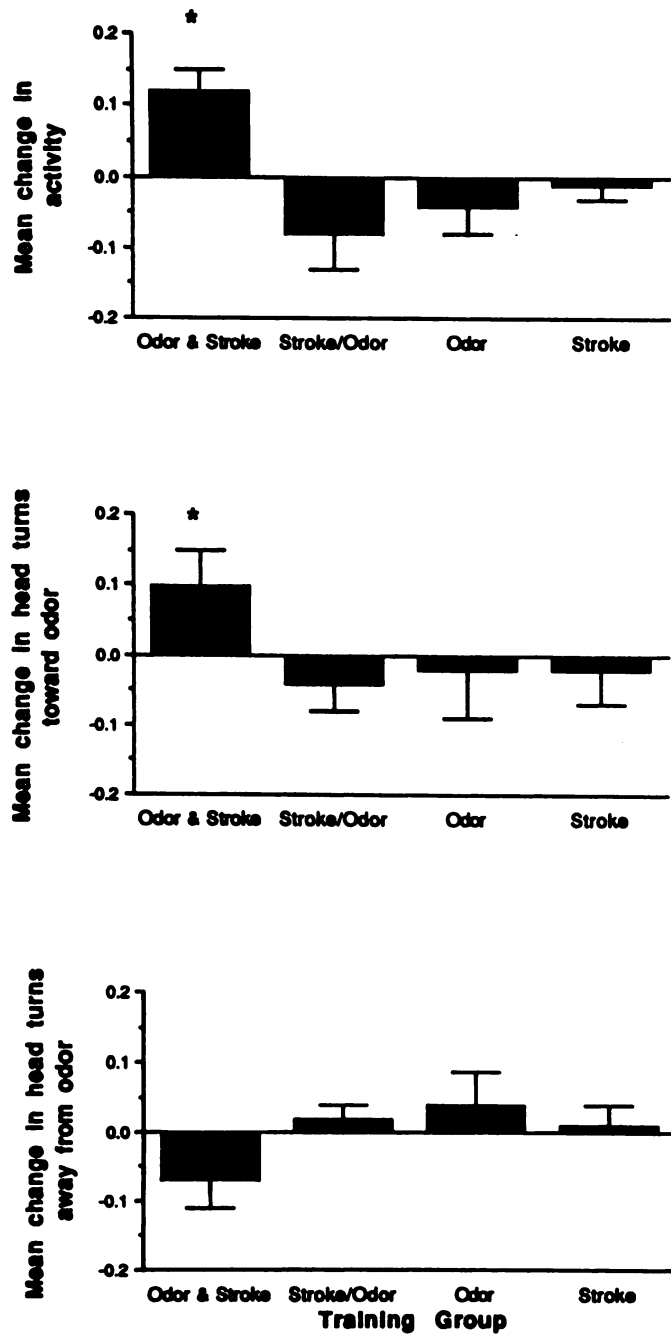 *
Mean change in
activity
0.2
0.1
0.0
-0.1
-0.2
Odor & Stroke Stroke/Odor Odor Stroke
*
Mean change in head turns
toward odor
0.2
0.1
0.0
-0.1
-0.2
Odor & Stroke Stroke/Odor Odor Stroke
Mean change in head turns
away from odor
0.2
0.1
0.0
-0.1
-0.2
Odor & Stroke Stroke/Odor Odor Stroke
Training Group